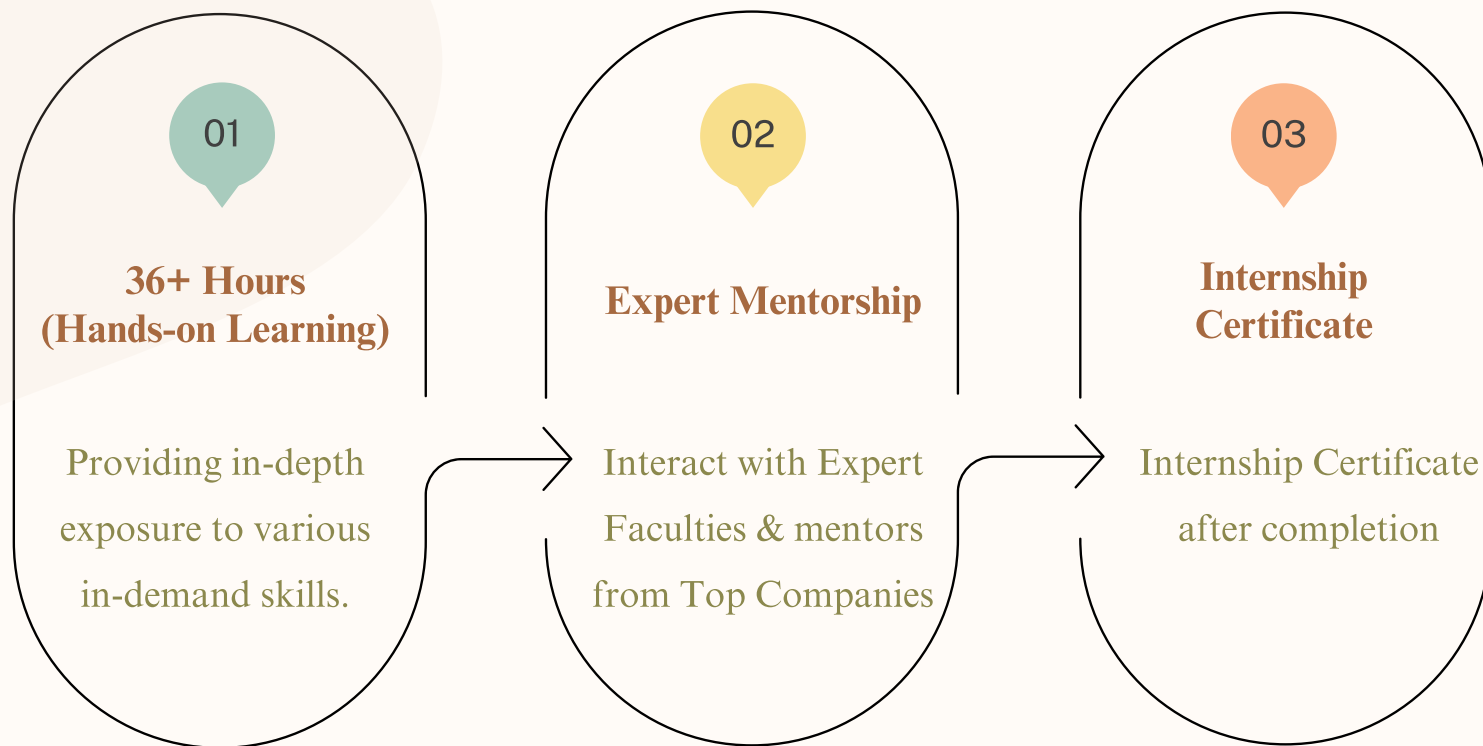 01
36+ Hours
(Hands-on Learning)
Providing in-depth
exposure to various
in-demand skills.
02
Expert Mentorship
Interact with Expert
Faculties & mentors
from Top Companies
03
Internship
Certificate
Internship Certificate
after completion